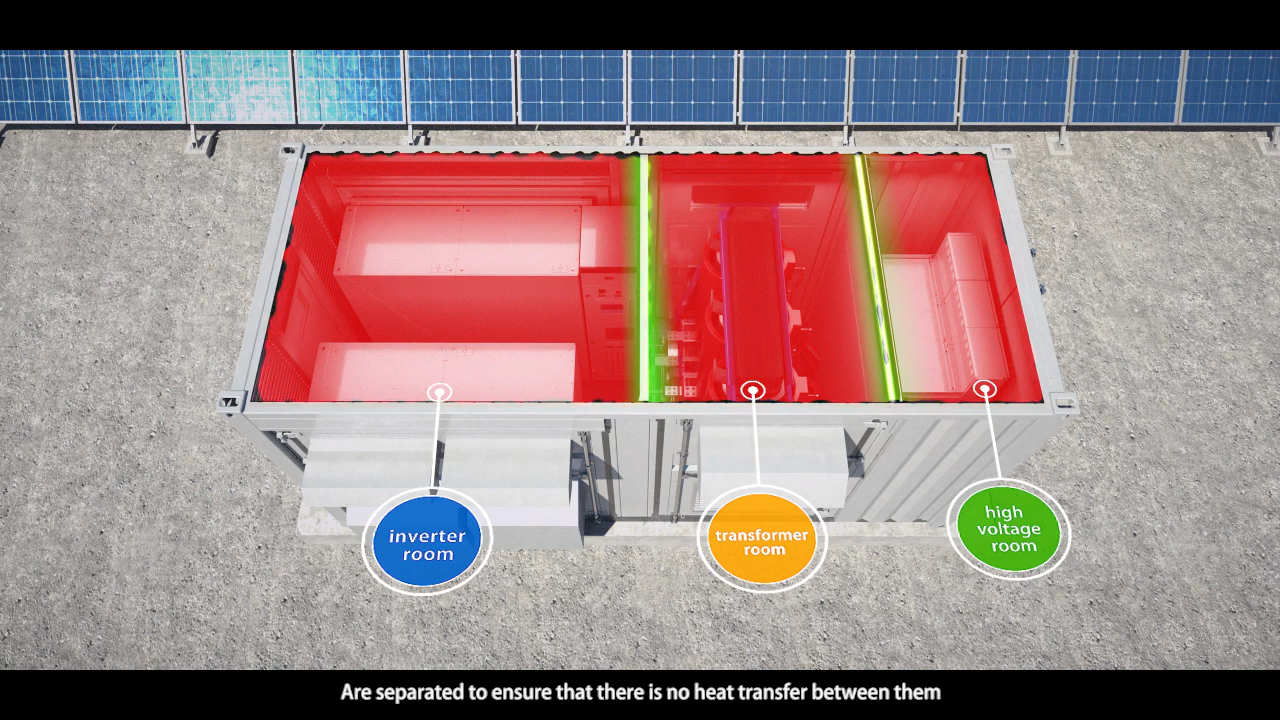 inverter
room
transformer
room
high
voltage
room
Are separated to ensure that there is no heat transfer between them